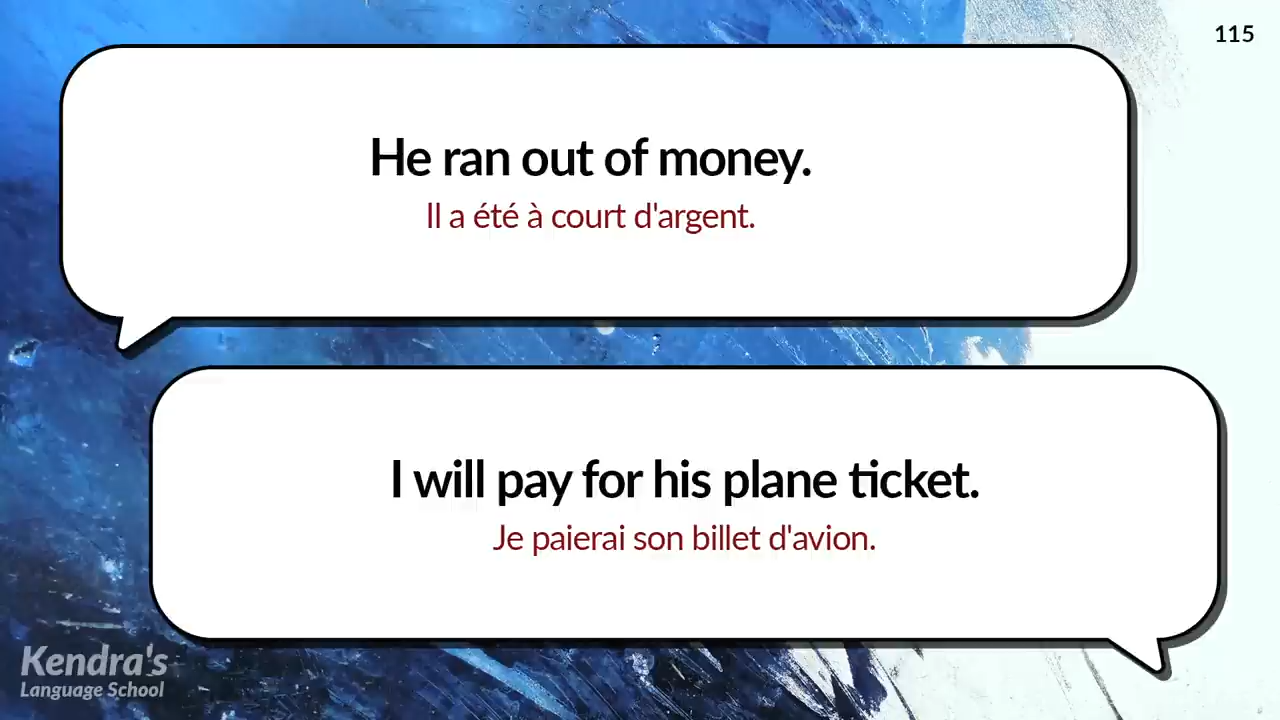 115
He ran out of money.
Il a été à court d'argent.
I will pay for his plane ticket.
Je paierai son billet d'avion.
Kendra's
Language School